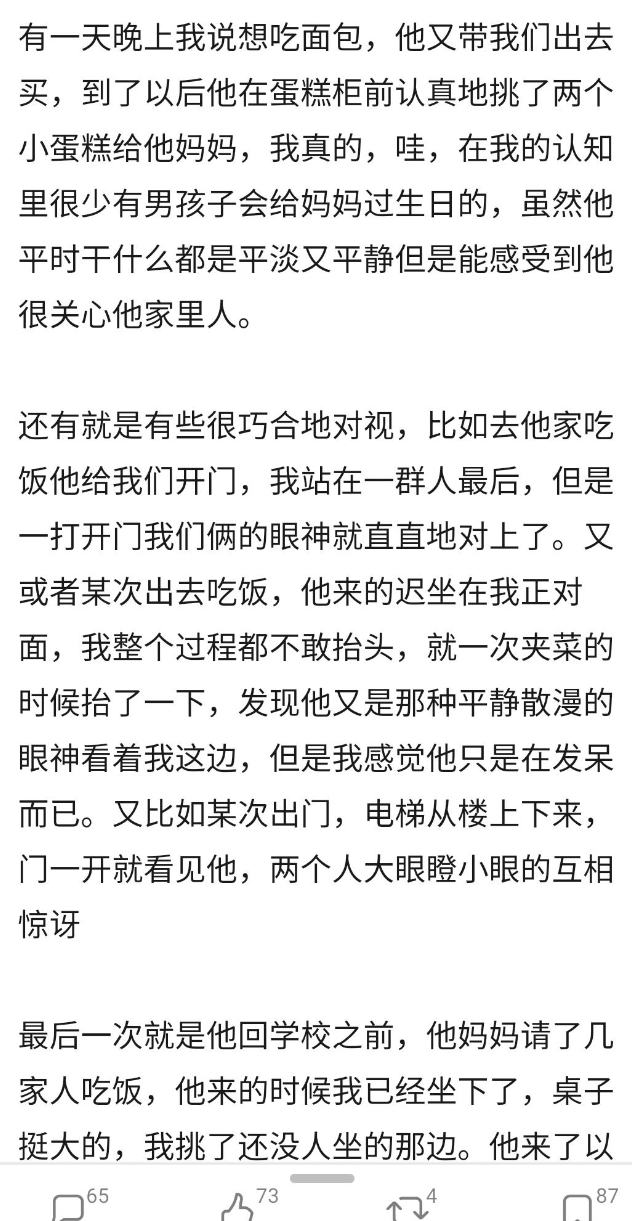 有一天晚上我说想吃面包，他又带我们出去
买，到了以后他在蛋糕柜前认真地挑了两个
小蛋糕给他妈妈，我真的，哇，在我的认知
里很少有男孩子会给妈妈过生日的，虽然他
平时干什么都是平淡又平静但是能感受到他
很关心他家里人。
还有就是有些很巧合地对视，比如去他家吃
饭他给我们开门，我站在一群人最后，但是
一打开门我们俩的眼神就直直地对上了。又
或者某次出去吃饭，他来的迟坐在我正对
面，我整个过程都不敢抬头，就一次夹菜的
时候抬了一下，发现他又是那种平静散漫的
眼神看着我这边，但是我感觉他只是在发呆
而已。又比如某次出门，电梯从楼上下来，
门一开就看见他，两个人大眼瞪小眼的互相
惊讶
最后一次就是他回学校之前，他妈妈请了几
家人吃饭，他来的时候我已经坐下了，桌子
挺大的，我挑了还没人坐的那边。他来了以
65 73 4 87